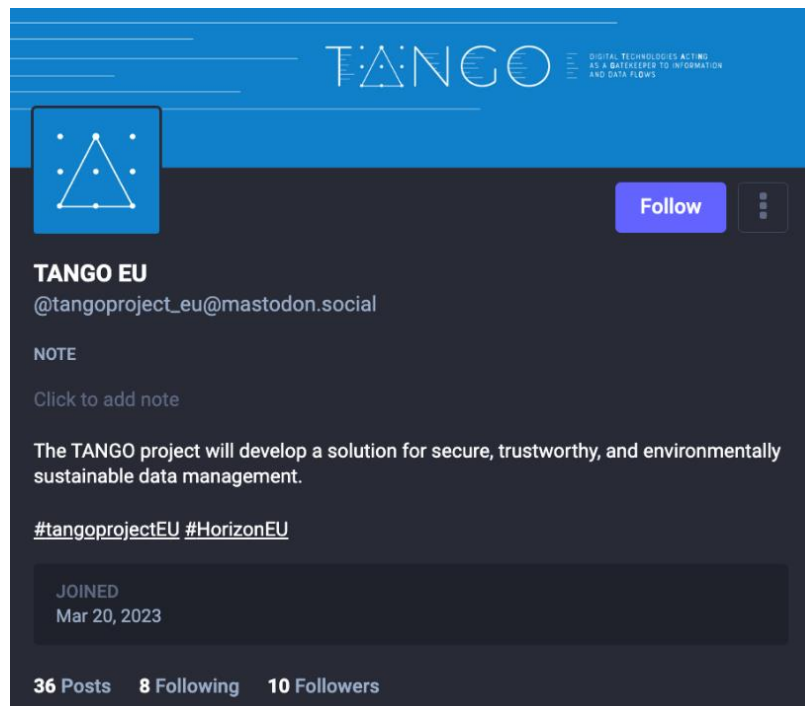 TANGO
DIGITAL TECHNOLOGIES ACTING
AS A GATEKEEPER TO INFORMATION
AND DATA FLOWS
Follow
TANGO EU
@tangoproject_eu@mastodon.social
NOTE
Click to add note
The TANGO project will develop a solution for secure, trustworthy, and environmentally
sustainable data management.
#tangoprojectEU #HorizonEU
JOINED
Mar 20, 2023
36 Posts 8 Following 10 Followers